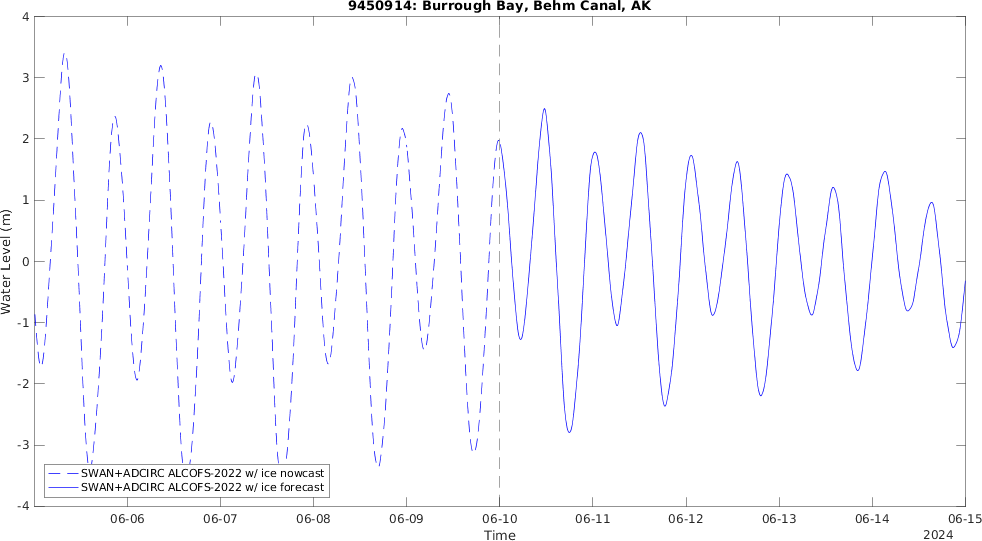 9450914: Burrough Bay, Behm Canal, AK
4
3
2
1
0
-1
-2
-3
-4
Water Level (m)
SWAN+ADCIRC ALCOFS-2022 w/ ice nowcast
SWAN+ADCIRC ALCOFS-2022 w/ ice forecast
06-06 06-07 06-08 06-09 06-10 06-11 06-12 06-13 06-14 06-15
Time
2024